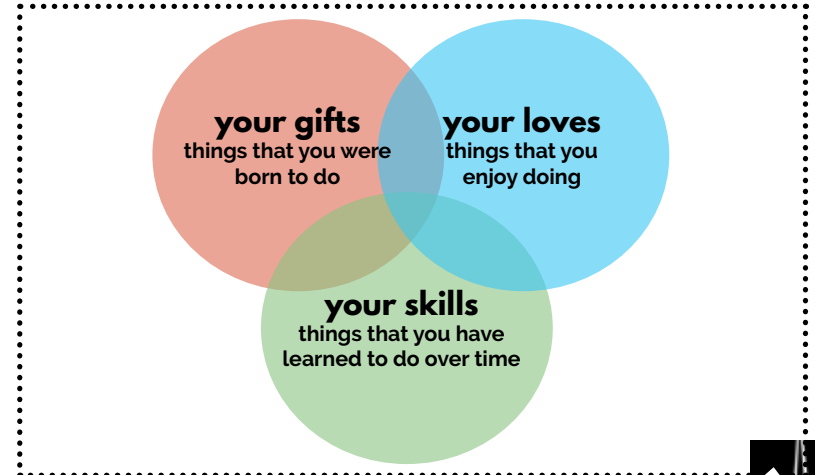 your gifts
things that you were
born to do
your loves
things that you
enjoy doing
your skills
things that you have
learned to do over time